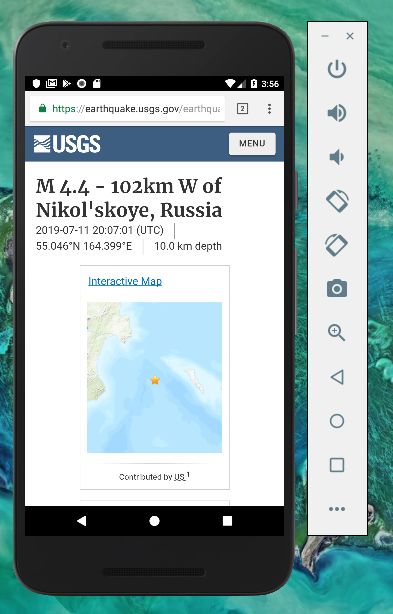 3:56
https://earthquake.usgs.gov/earthqua
2
USGS
MENU
M 4.4 - 102km W of
Nikol'skoye, Russia
2019-07-11 20:07:01 (UTC)
55.046°N 164.399°E
10.0 km depth
Interactive Map
Contributed by US 1